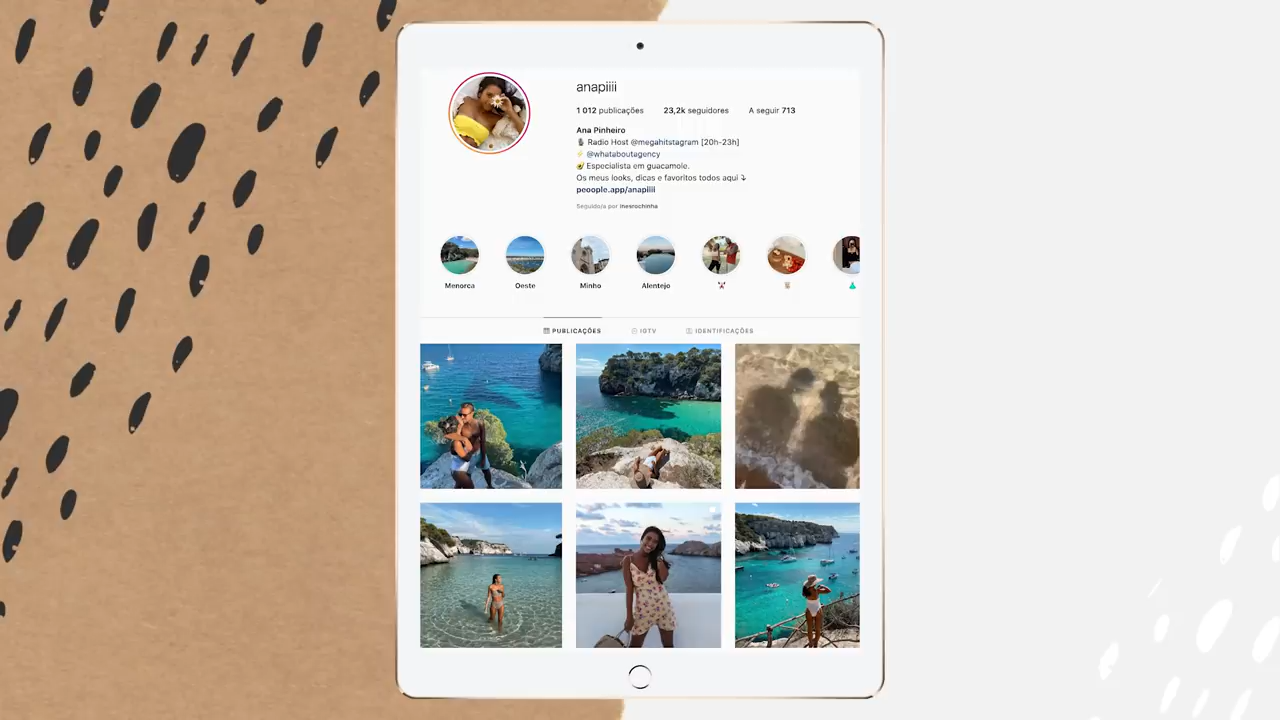 anapiiii
1 012 publicações 23,2k seguidores A seguir 713
Ana Pinheiro
Radio Host @megahitstagram [20h-23h]
@whataboutagency
Especialista em guacamole.
Os meus looks, dicas e favoritos todos aqui
peoople.app/anapiiii
Seguido/a por inesrochinha
Menorca Oeste Minho Alentejo
PUBLICAÇÕES IGTV IDENTIFICAÇÕES